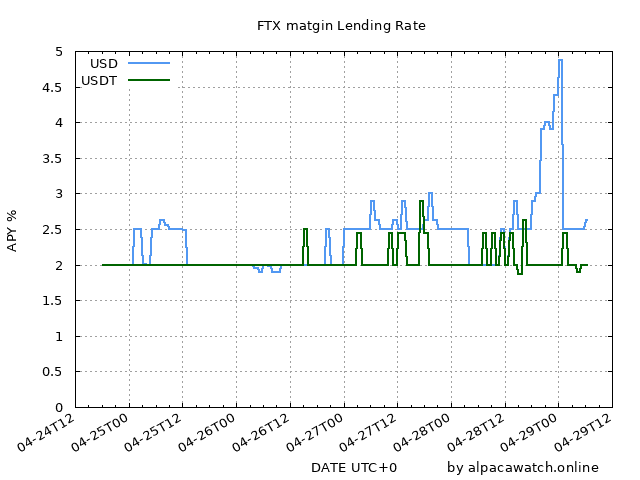 FTX matgin Lending Rate
USD
USDT
5
4.5
4
3.5
3
2.5
2
1.5
1
0.5
0
APY %
04-24T12
04-25T00
04-25T12
04-26T00
04-26T12
04-27T00
04-27T12
04-28T00
04-28T12
04-29T00
04-29T12
DATE UTC+0
by alpacawatch.online